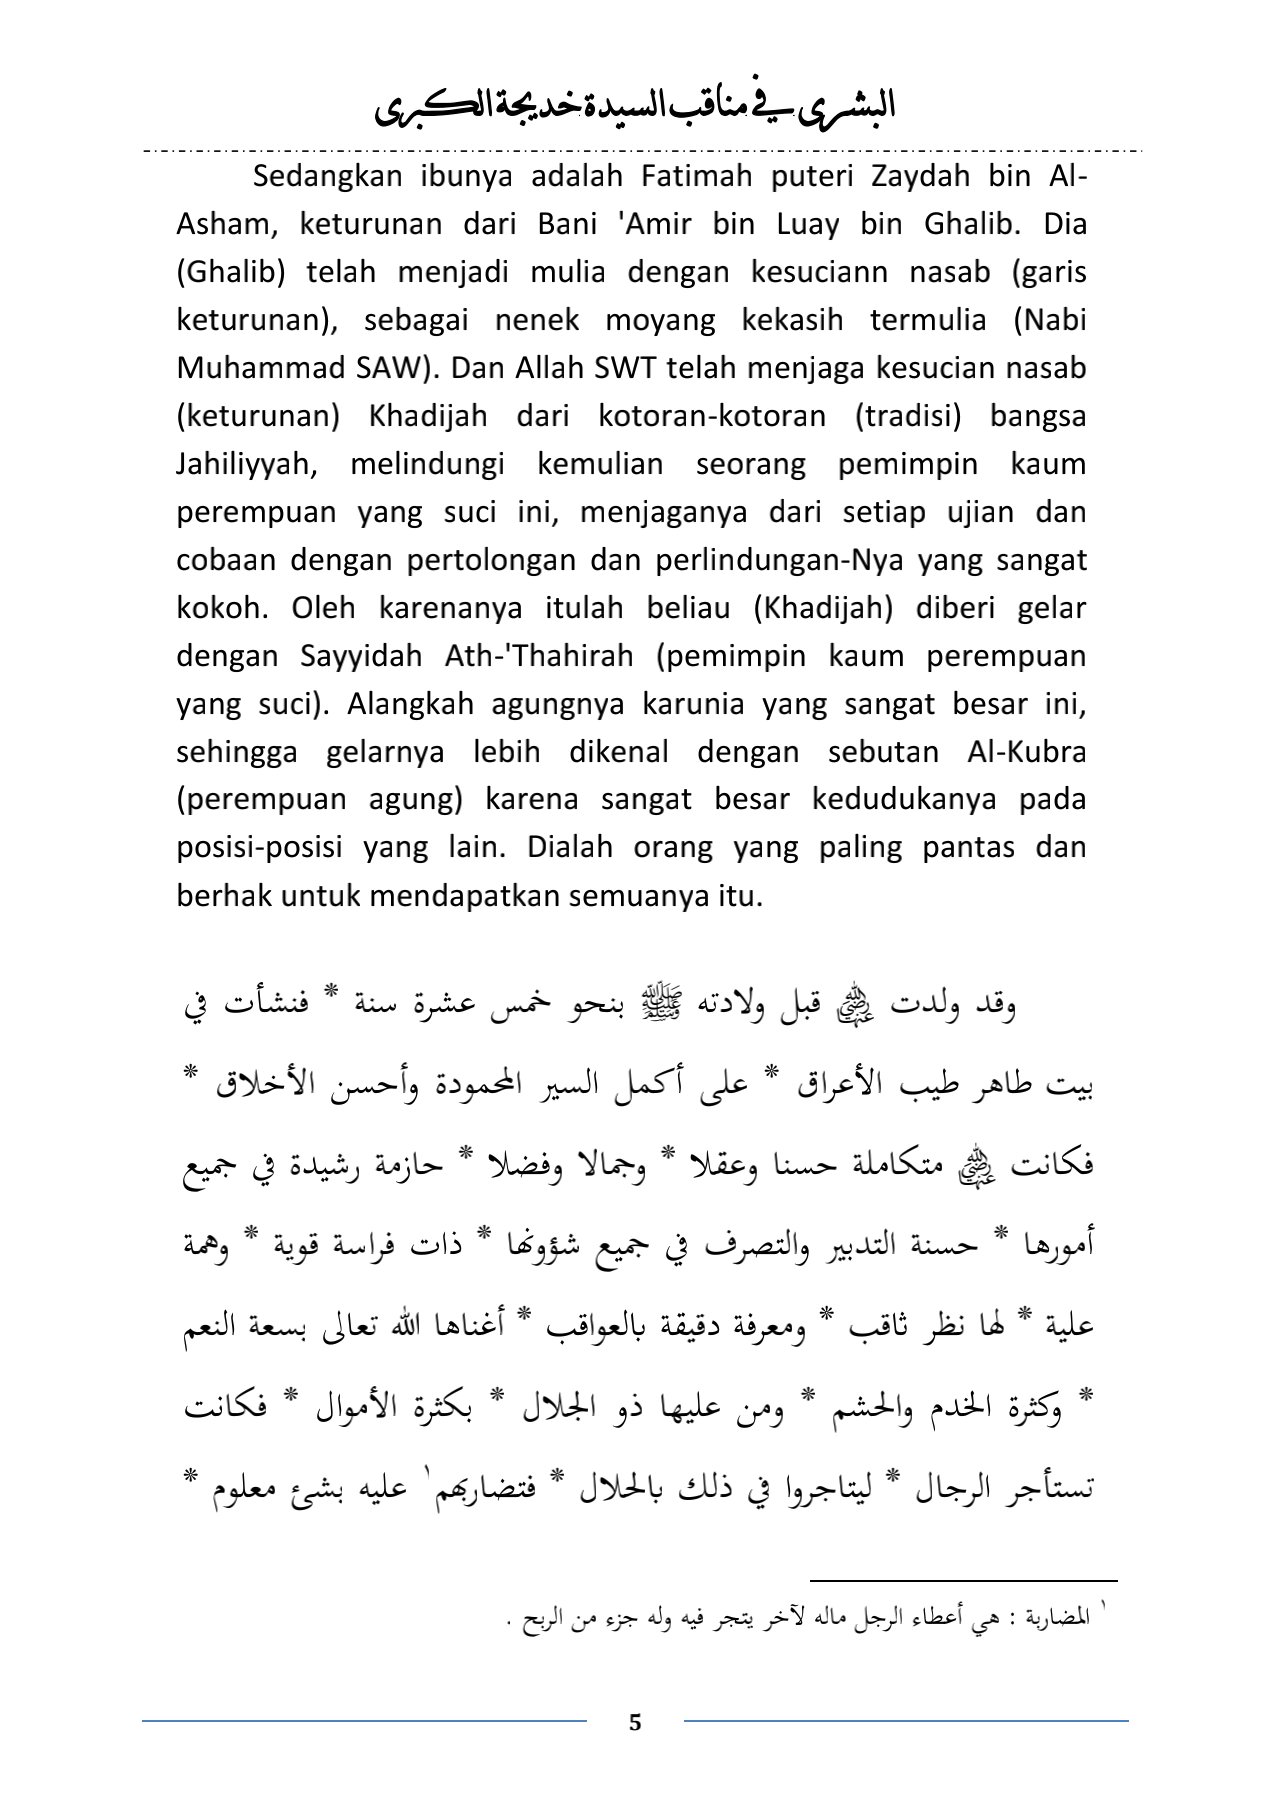 البشرى في مناقب السيدة خديجة الكبرى
Sedangkan ibunya adalah Fatimah puteri Zaydah bin Al-
Asham, keturunan dari Bani 'Amir bin Luay bin Ghalib. Dia
(Ghalib) telah menjadi mulia dengan kesuciann nasab (garis
keturunan), sebagai nenek moyang kekasih termulia (Nabi
Muhammad SAW). Dan Allah SWT telah menjaga kesucian nasab
(keturunan) Khadijah dari kotoran-kotoran (tradisi) bangsa
Jahiliyyah, melindungi kemulian seorang pemimpin kaum
perempuan yang suci ini, menjaganya dari setiap ujian dan
cobaan dengan pertolongan dan perlindungan-Nya yang sangat
kokoh. Oleh karenanya itulah beliau (Khadijah) diberi gelar
dengan Sayyidah Ath-'Thahirah (pemimpin kaum perempuan
yang suci). Alangkah agungnya karunia yang sangat besar ini,
sehingga gelarnya lebih dikenal dengan sebutan Al-Kubra
(perempuan agung) karena sangat besar kedudukanya pada
posisi-posisi yang lain. Dialah orang yang paling pantas dan
berhak untuk mendapatkan semuanya itu.
وقد ولدت رضي الله عنها قبل ولادته ﷺ بنحو خمس عشرة سنة * فنشأت في
بيت طاهر طيب الأعراق * على أكمل السير المحمودة وأحسن الأخلاق *
فكانت رضي الله عنها متكاملة حسنا وعقلا * وجمالا وفضلا * حازمة رشيدة في جميع
أمورها * حسنة التدبير والتصرف في جميع شؤونها * ذات فراسة قوية * وهمة
علية * لها نظر ثاقب * ومعرفة دقيقة بالعواقب * أغناها الله تعالى بسعة النعم
* وكثرة الخدم والحشم * ومن عليها ذو الجلال * بكثرة الأموال * فكانت
تستأجر الرجال * ليتاجروا في ذلك بالحلال * فتضاربهم١ عليه بشئ معلوم *
١ المضاربة : هي أعطاء الرجل ماله لآخر يتجر فيه وله جزء من الربح .
5